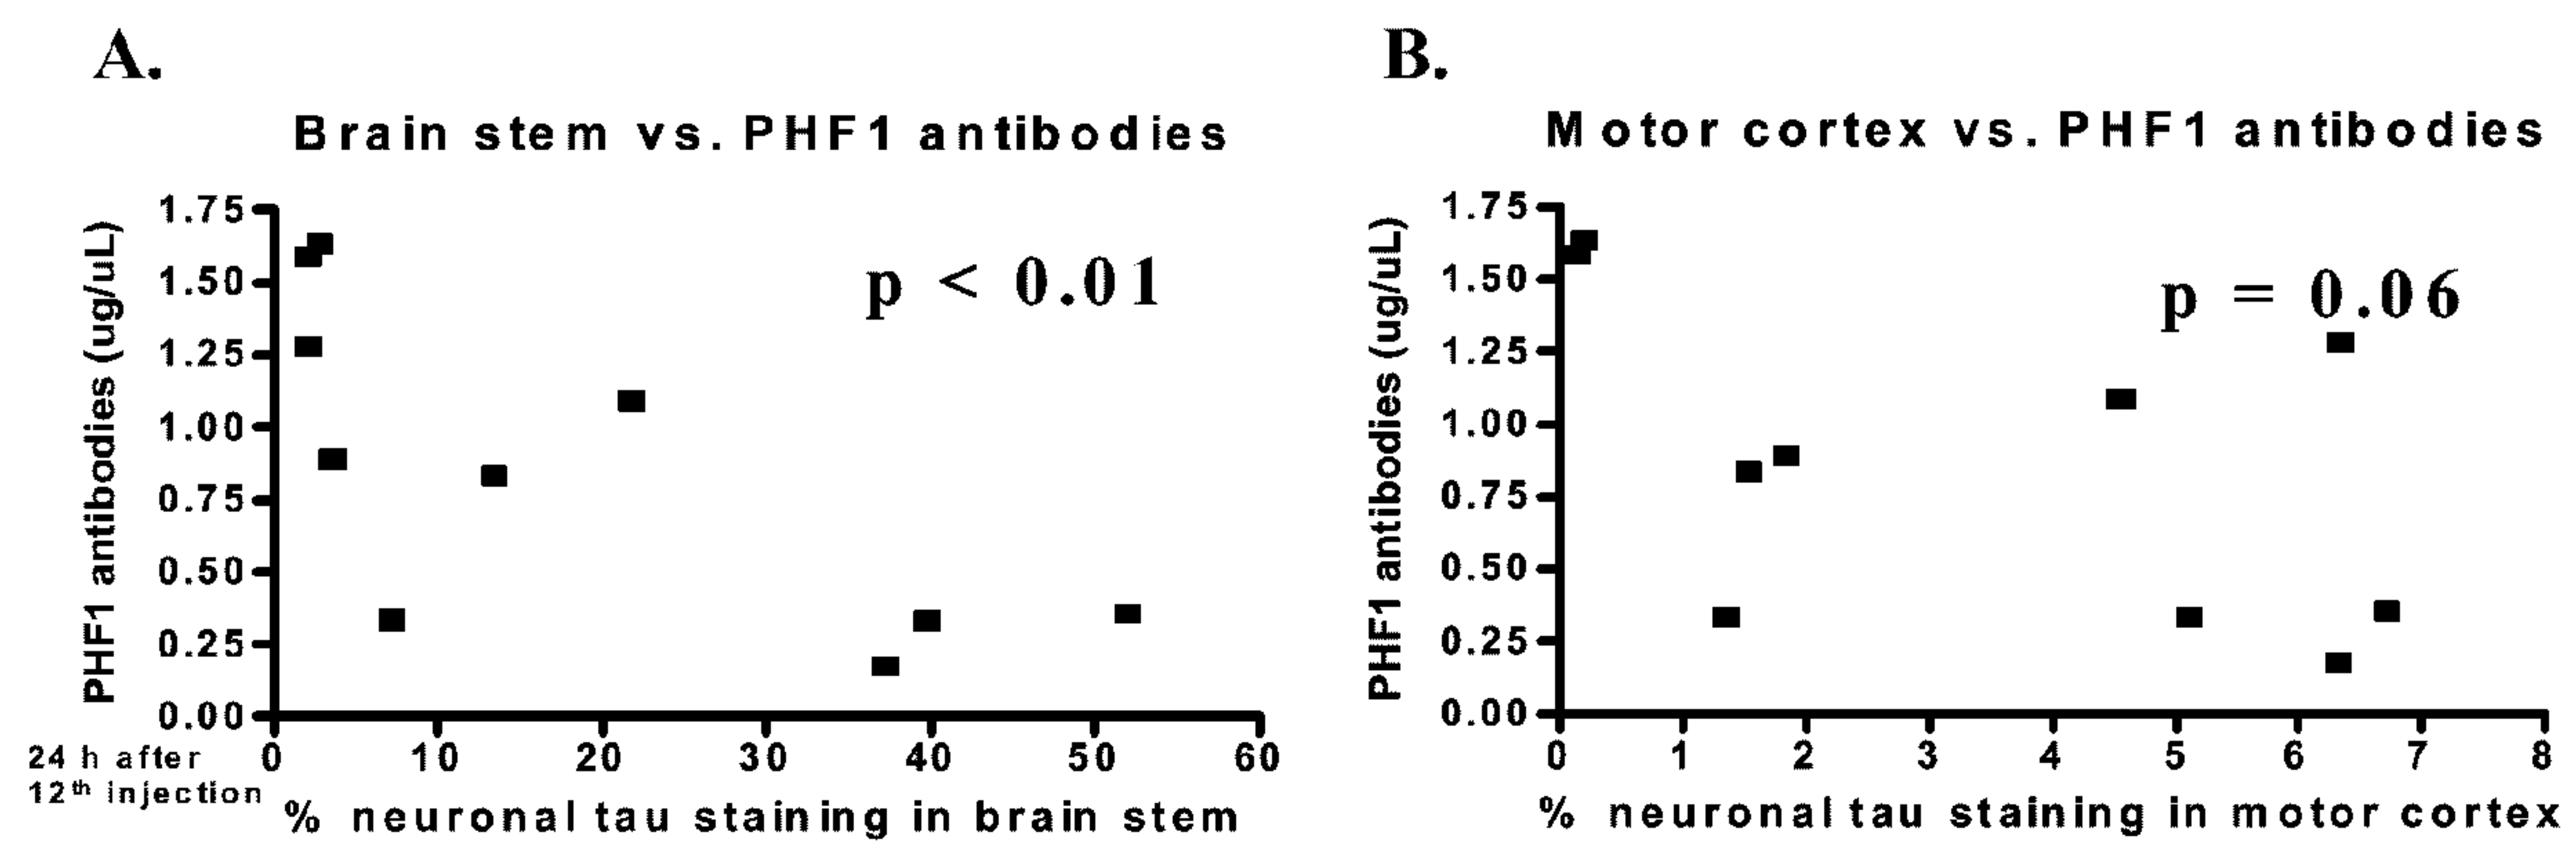 A.
Brain stem vs. PHF1 antibodies
PHF1 antibodies (ug/uL)
1.75
1.50
1.25
1.00
0.75
0.50
0.25
0.00
p < 0.01
0 10 20 30 40 50 60
24 h after
12th injection
% neuronal tau staining in brain stem
B.
Motor cortex vs. PHF1 antibodies
PHF1 antibodies (ug/uL)
1.75
1.50
1.25
1.00
0.75
0.50
0.25
0.00
p = 0.06
0 1 2 3 4 5 6 7 8
% neuronal tau staining in motor cortex